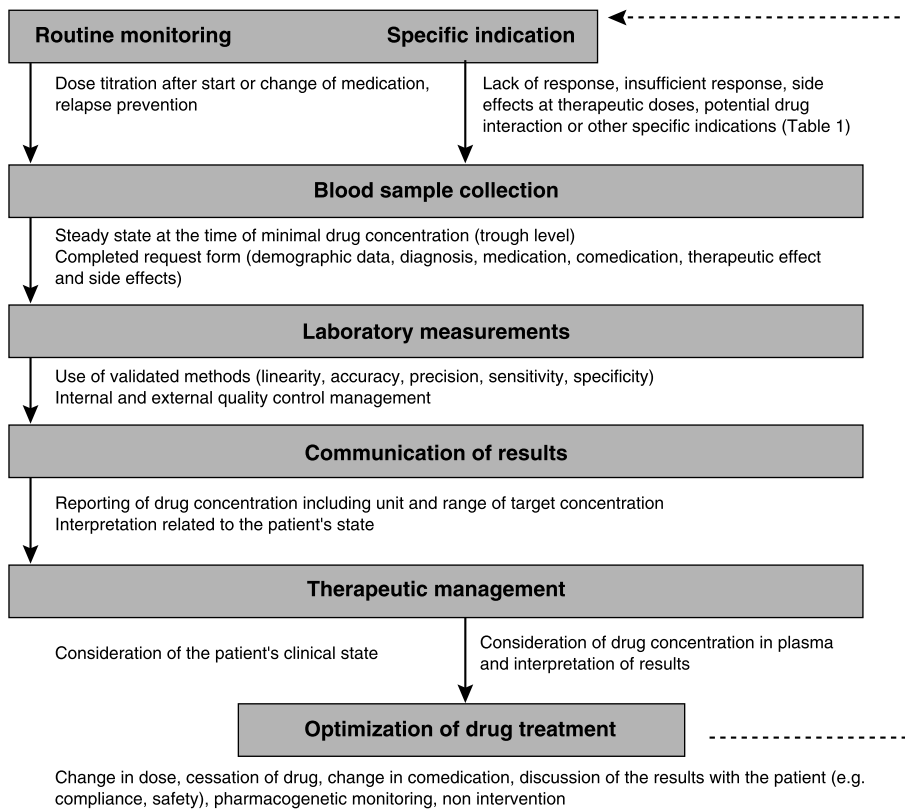 Routine monitoring Specific indication
Dose titration after start or change of medication,
relapse prevention
Lack of response, insufficient response, side
effects at therapeutic doses, potential drug
interaction or other specific indications (Table 1)
Blood sample collection
Steady state at the time of minimal drug concentration (trough level)
Completed request form (demographic data, diagnosis, medication, comedication, therapeutic effect
and side effects)
Laboratory measurements
Use of validated methods (linearity, accuracy, precision, sensitivity, specificity)
Internal and external quality control management
Communication of results
Reporting of drug concentration including unit and range of target concentration
Interpretation related to the patient's state
Therapeutic management
Consideration of the patient's clinical state
Consideration of drug concentration in plasma
and interpretation of results
Optimization of drug treatment
Change in dose, cessation of drug, change in comedication, discussion of the results with the patient (e.g.
compliance, safety), pharmacogenetic monitoring, non intervention